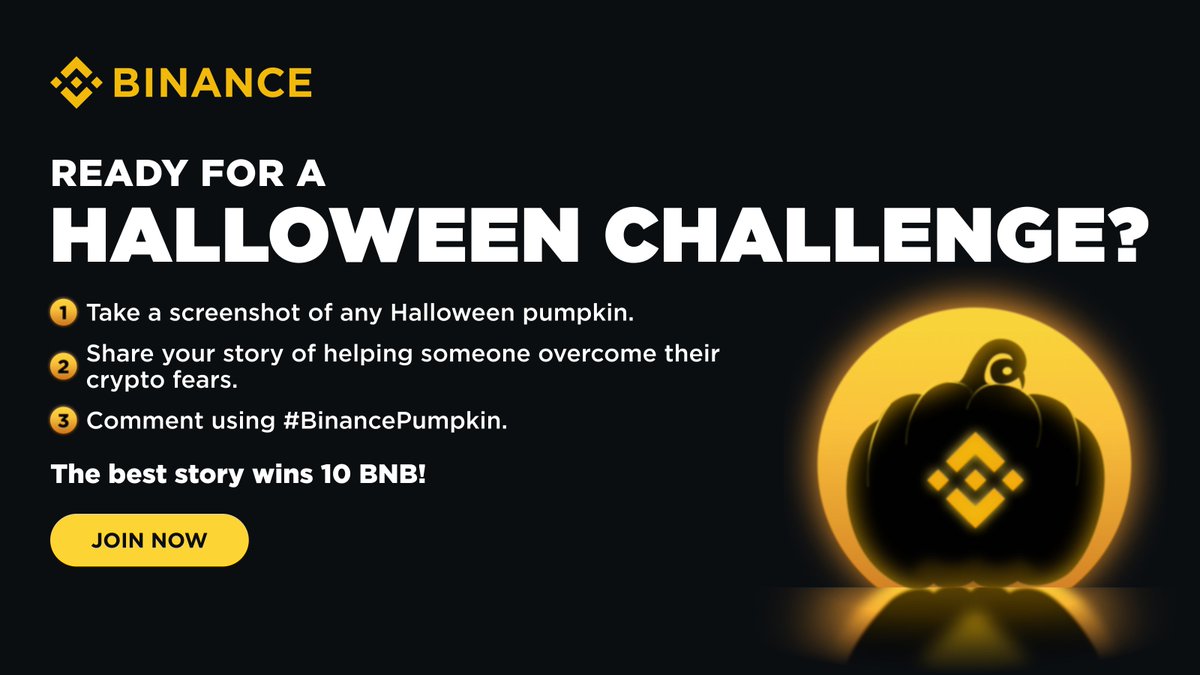 BINANCE
READY FOR A
HALLOWEEN CHALLENGE?
1 Take a screenshot of any Halloween pumpkin.
2 Share your story of helping someone overcome their
crypto fears.
3 Comment using #BinancePumpkin.
The best story wins 10 BNB!
JOIN NOW